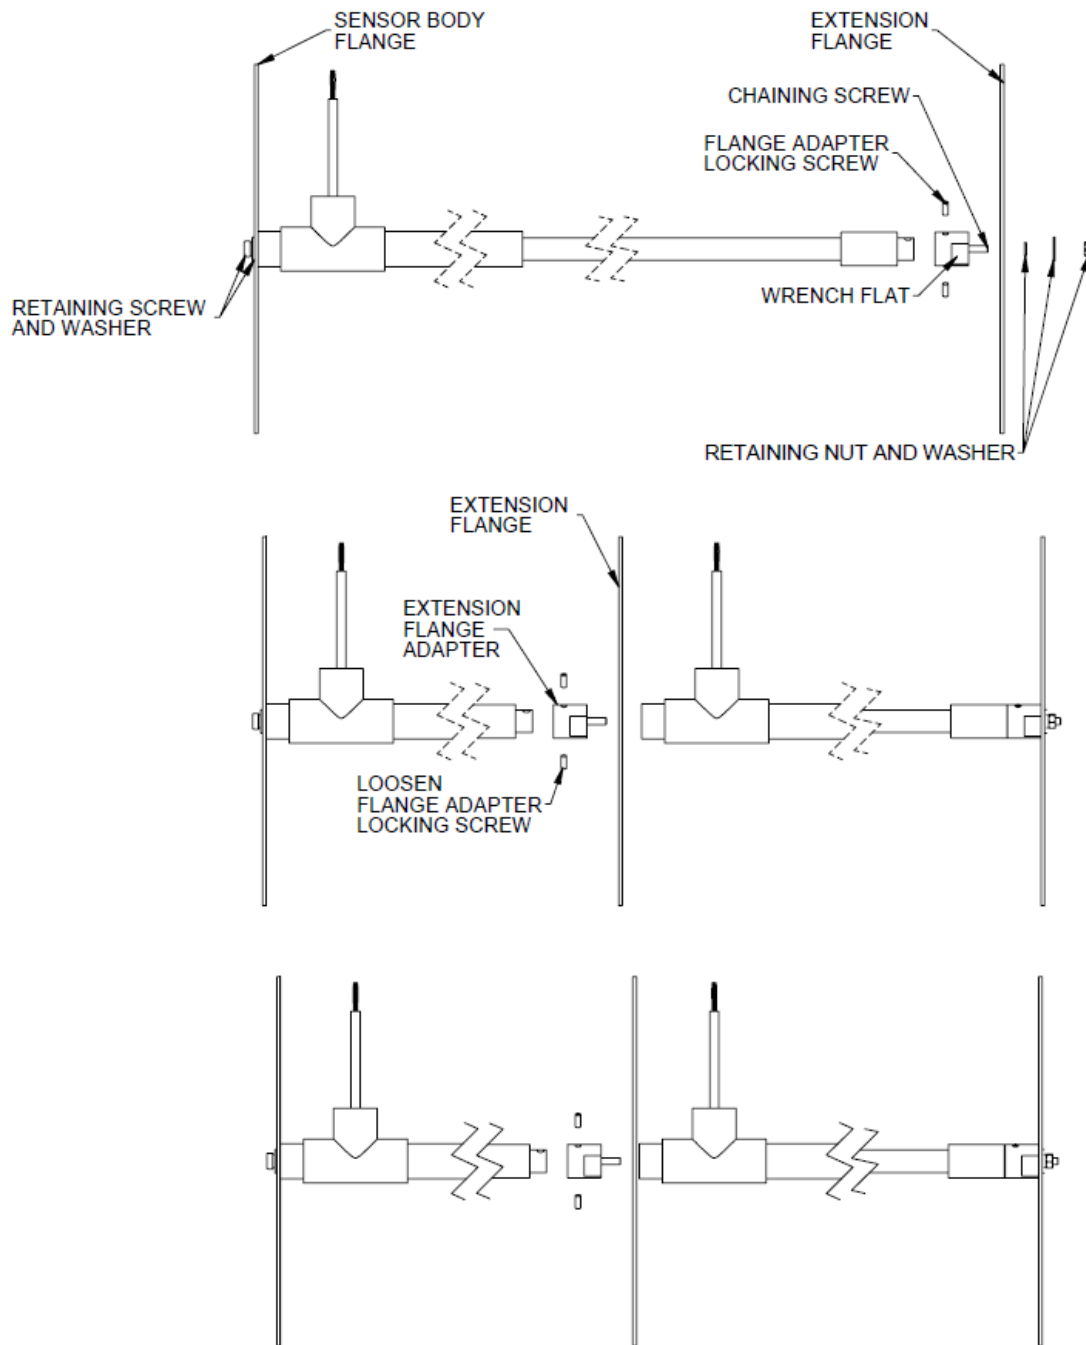 SENSOR BODY
FLANGE
EXTENSION
FLANGE
CHAINING SCREW
FLANGE ADAPTER
LOCKING SCREW
WRENCH FLAT
RETAINING SCREW
AND WASHER
RETAINING NUT AND WASHER
EXTENSION
FLANGE
EXTENSION
FLANGE
ADAPTER
LOOSEN
FLANGE ADAPTER
LOCKING SCREW